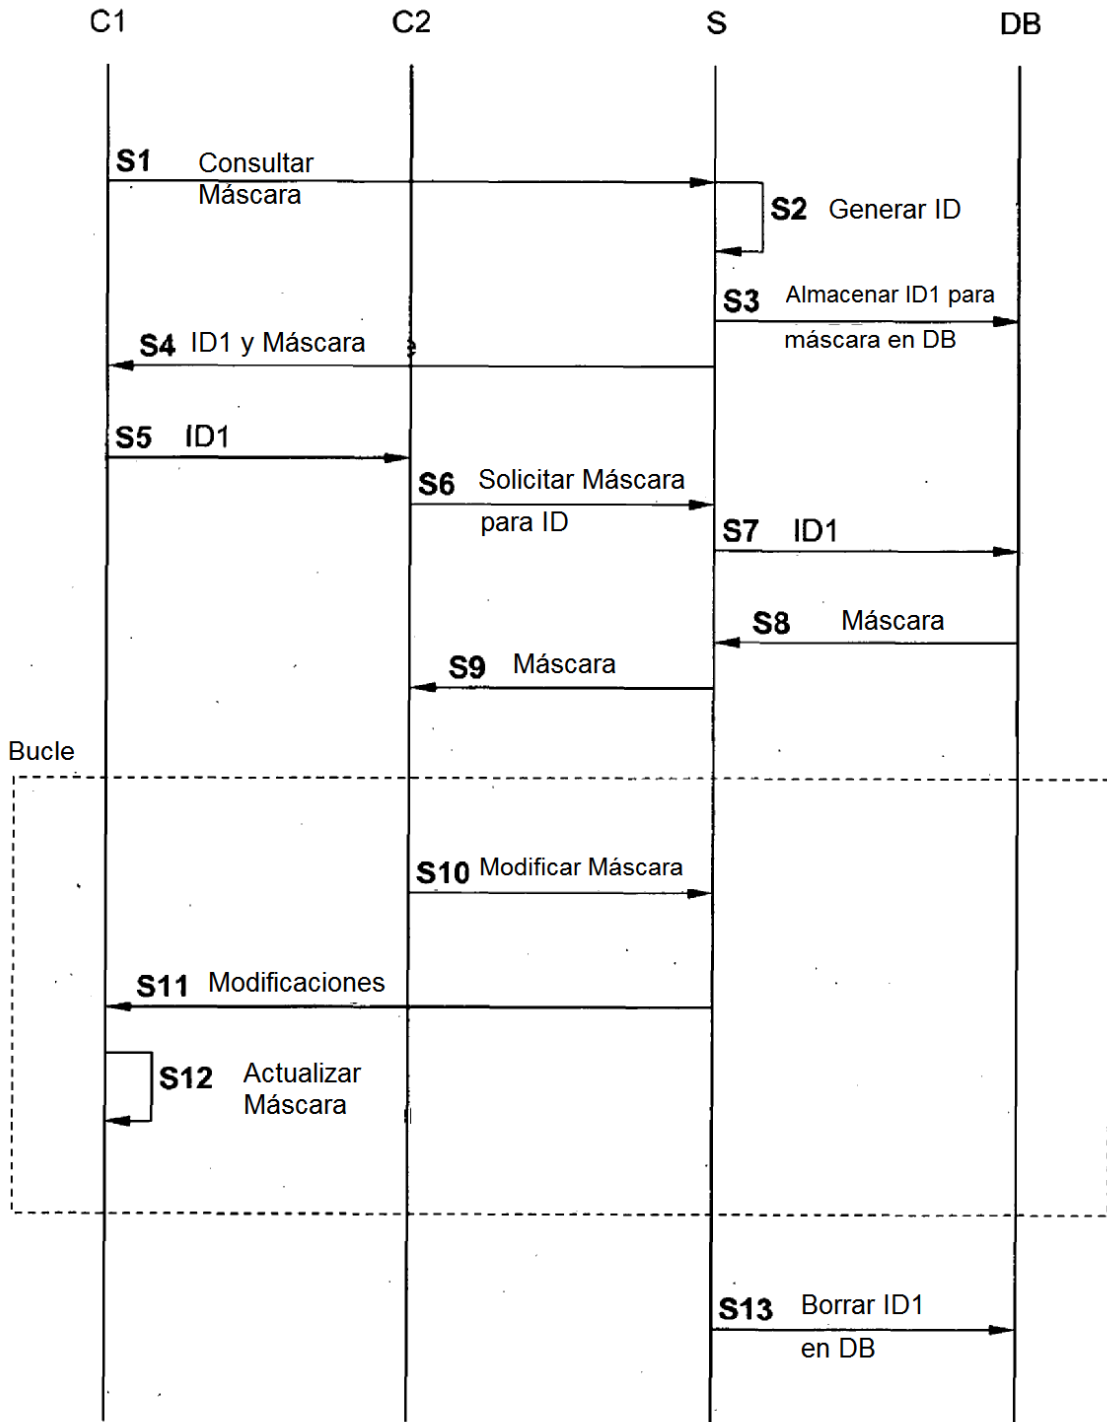 C1 C2 S DB
S1 Consultar
Máscara
S2 Generar ID
S3 Almacenar ID1 para
máscara en DB
S4 ID1 y Máscara
S5 ID1
S6 Solicitar Máscara
para ID
S7 ID1
S8 Máscara
S9 Máscara
Bucle
S10 Modificar Máscara
S11 Modificaciones
S12 Actualizar
Máscara
S13 Borrar ID1
en DB